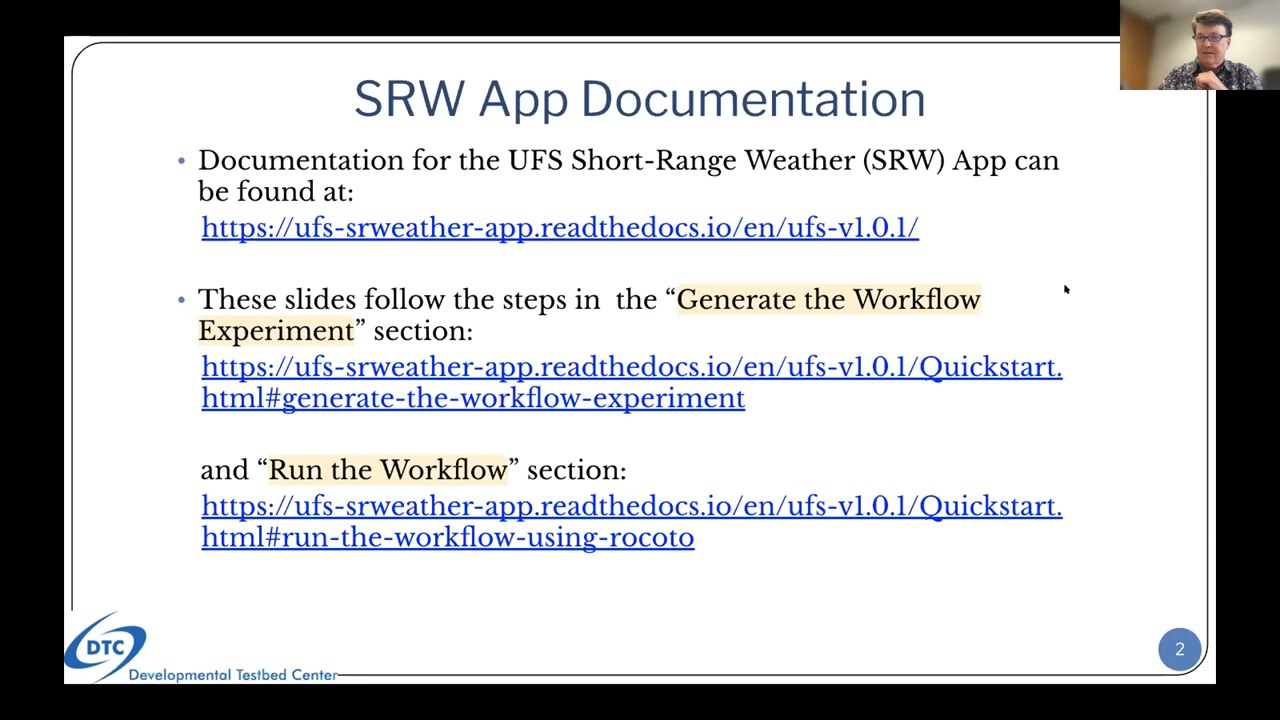 SRW App Documentation
• Documentation for the UFS Short-Range Weather (SRW) App can
be found at:
https://ufs-srweather-app.readthedocs.io/en/ufs-v1.0.1/
• These slides follow the steps in the “Generate the Workflow
Experiment” section:
https://ufs-srweather-app.readthedocs.io/en/ufs-v1.0.1/Quickstart.
html#generate-the-workflow-experiment
and “Run the Workflow” section:
https://ufs-srweather-app.readthedocs.io/en/ufs-v1.0.1/Quickstart.
html#run-the-workflow-using-rocoto
DTC
Developmental Testbed Center
2